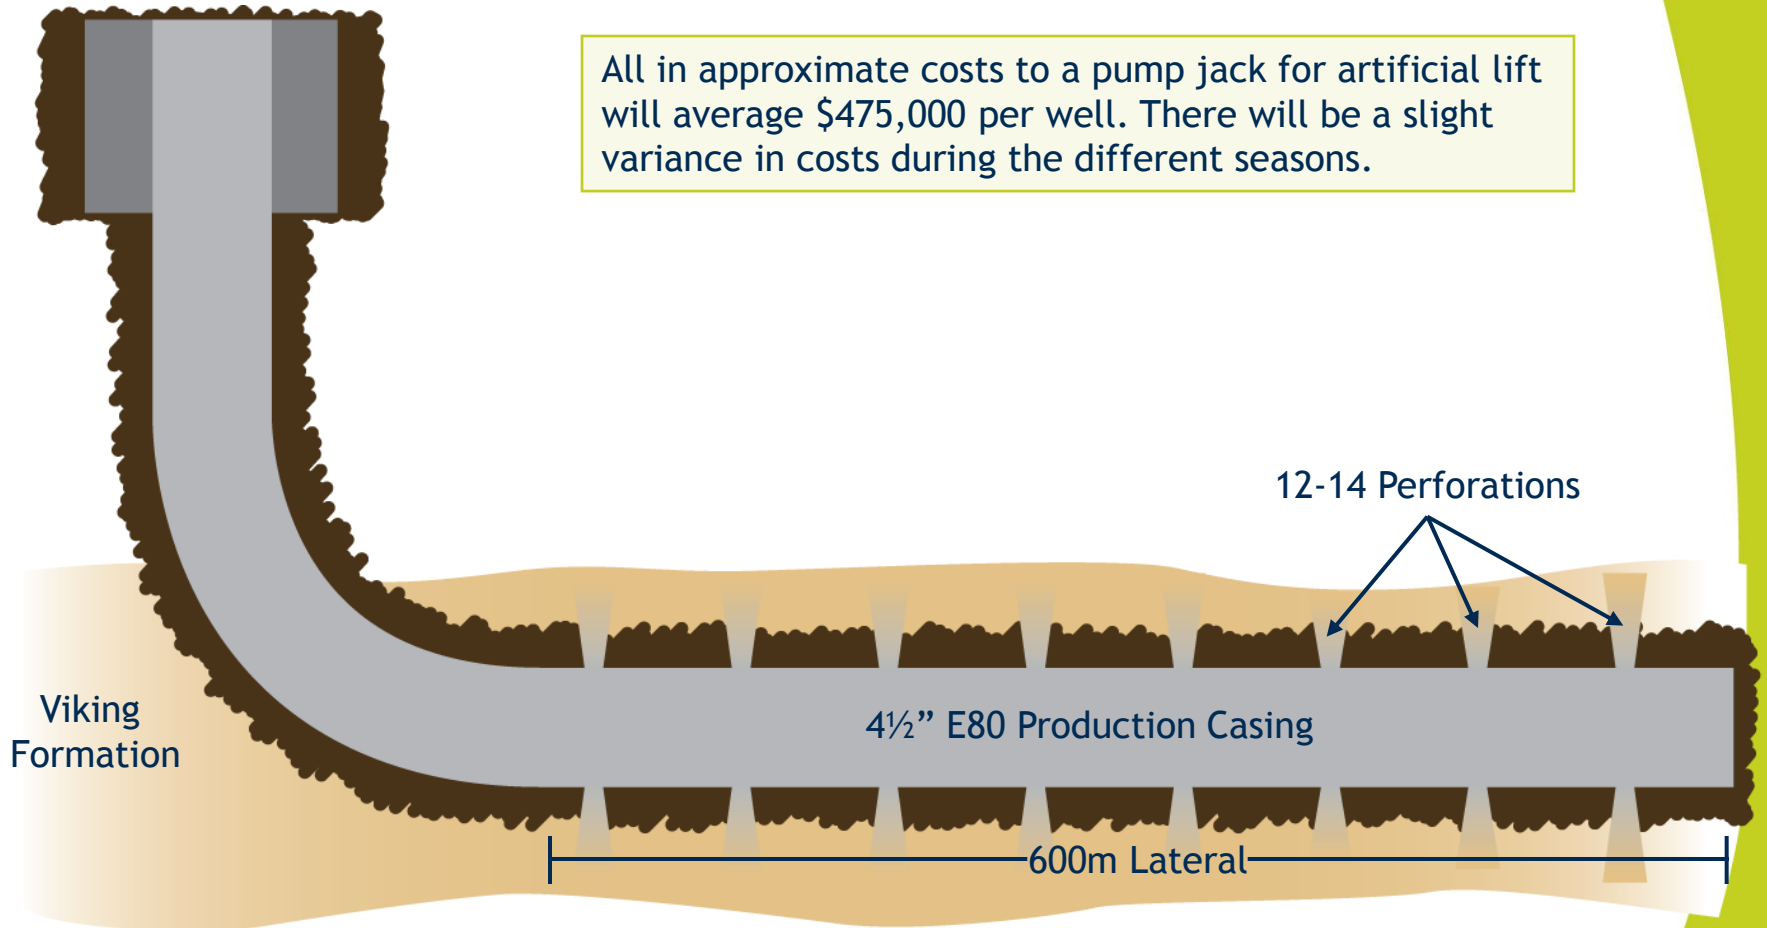 All in approximate costs to a pump jack for artificial lift
will average $475,000 per well. There will be a slight
variance in costs during the different seasons.
12-14 Perforations
Viking
Formation
4½” E80 Production Casing
600m Lateral